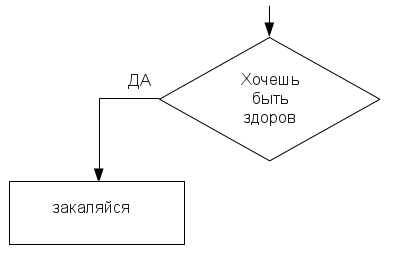 ДА
Хочешь
быть
здоров
закаляйся